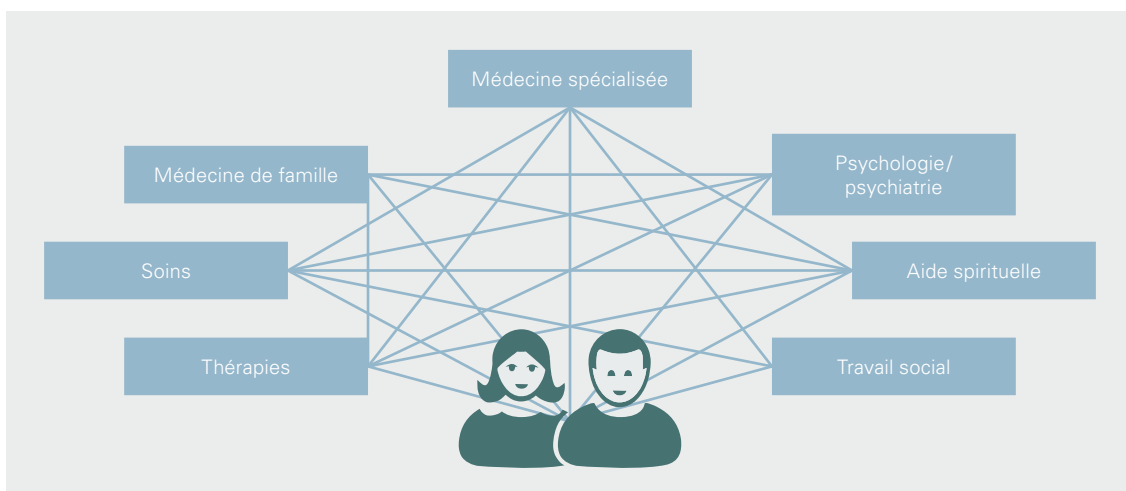 Médecine spécialisée
Médecine de famille
Psychologie/
psychiatrie
Soins
Aide spirituelle
Thérapies
Travail social